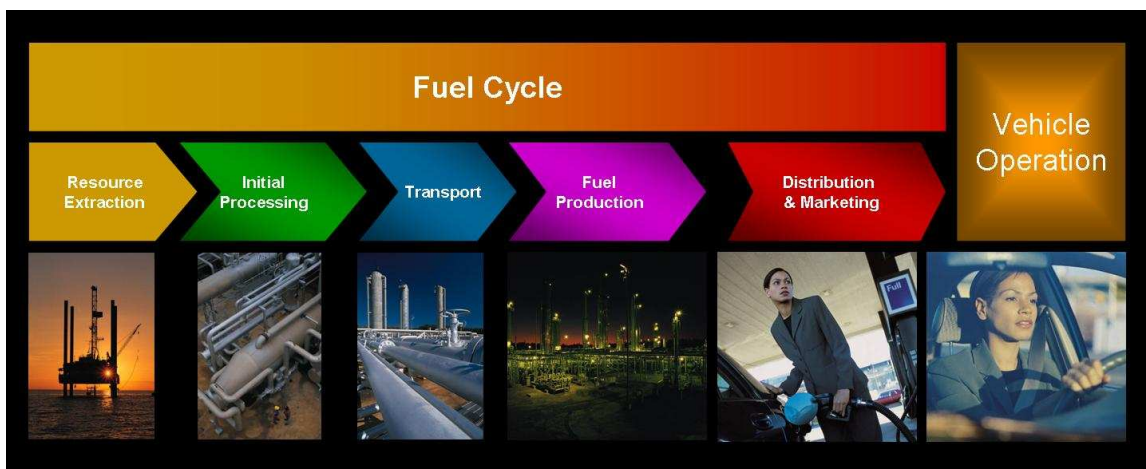 Fuel Cycle
Vehicle
Operation
Resource
Extraction
Initial
Processing
Transport
Fuel
Production
Distribution
& Marketing
Full